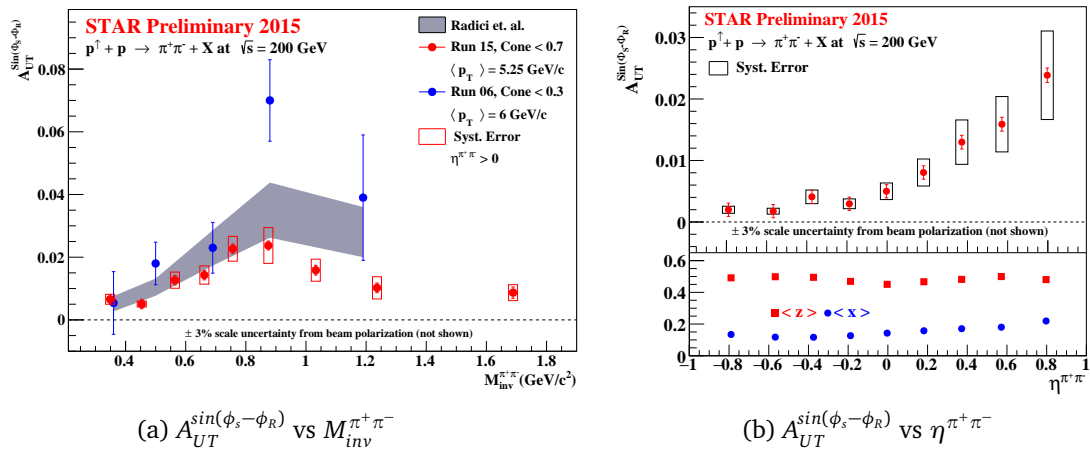 STAR Preliminary 2015
p↑ + p → π⁺π⁻ + X at √s = 200 GeV
Radici et. al.
Run 15, Cone < 0.7
⟨ p_T ⟩ = 5.25 GeV/c
Run 06, Cone < 0.3
⟨ p_T ⟩ = 6 GeV/c
Syst. Error
η^π⁺π⁻ > 0
A_UT^Sin(Φ_S-Φ_R)
0.08
0.06
0.04
0.02
0
± 3% scale uncertainty from beam polarization (not shown)
0.4 0.6 0.8 1 1.2 1.4 1.6 1.8
M_inv^π⁺π⁻(GeV/c²)
(a) A_UT^sin(ϕ_s−ϕ_R) vs M_inv^π⁺π⁻
STAR Preliminary 2015
p↑ + p → π⁺π⁻ + X at √s = 200 GeV
Syst. Error
A_UT^Sin(Φ_S-Φ_R)
0.03
0.02
0.01
0
± 3% scale uncertainty from beam polarization (not shown)
0.6
0.4
0.2
0
< z > < x >
−1 −0.8 −0.6 −0.4 −0.2 0 0.2 0.4 0.6 0.8 1
η^π⁺π⁻
(b) A_UT^sin(ϕ_s−ϕ_R) vs η^π⁺π⁻